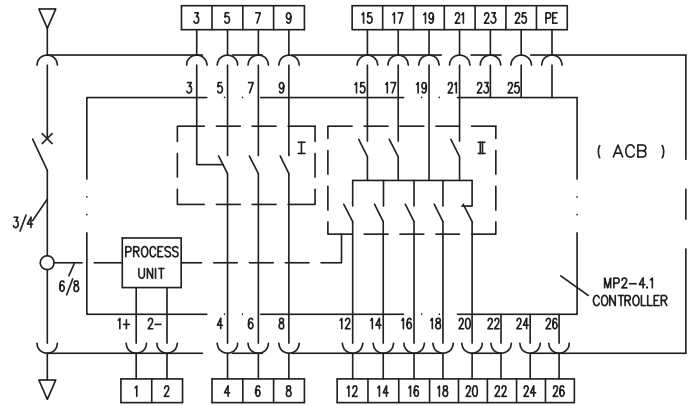 3 5 7 9 15 17 19 21 23 25 PE
3 5 7 9 15 17 19 21 23 25
I II
( ACB )
3/4
PROCESS
UNIT
6/8
MP2-4.1
CONTROLLER
1+ 2- 4 6 8 12 14 16 18 20 22 24 26
1 2 4 6 8 12 14 16 18 20 22 24 26